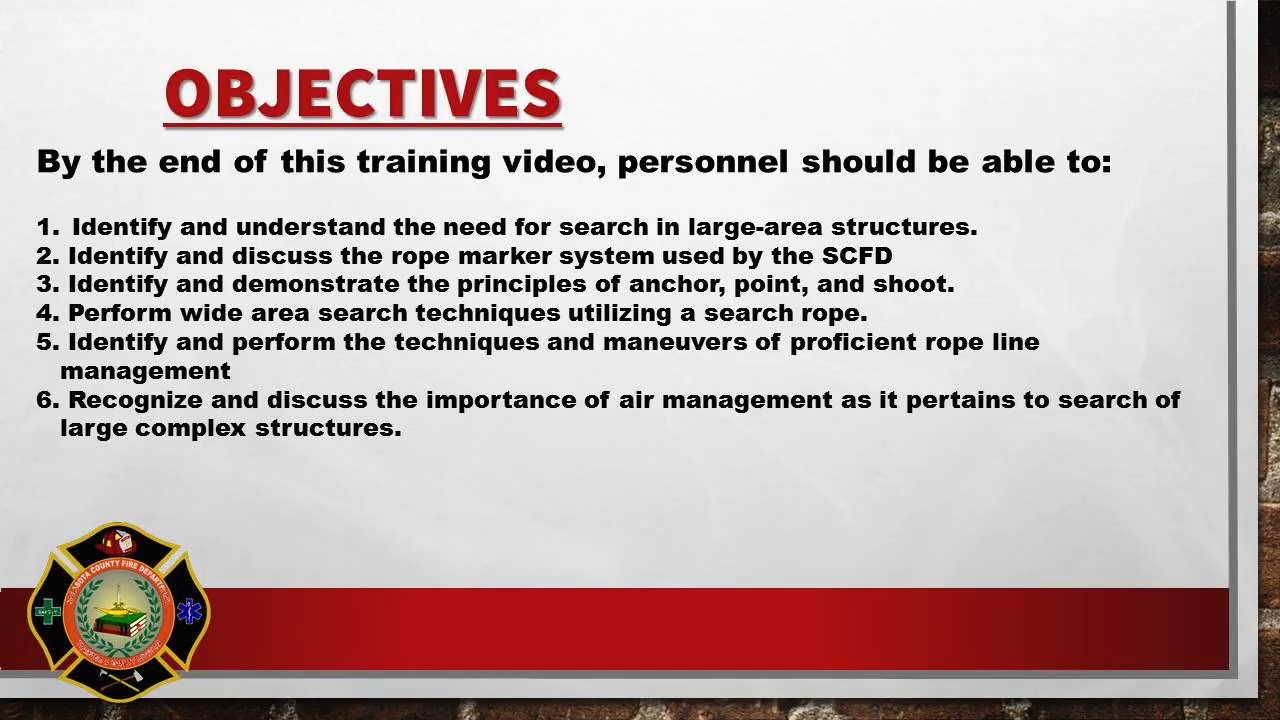 OBJECTIVES
By the end of this training video, personnel should be able to:
1. Identify and understand the need for search in large-area structures.
2. Identify and discuss the rope marker system used by the SCFD
3. Identify and demonstrate the principles of anchor, point, and shoot.
4. Perform wide area search techniques utilizing a search rope.
5. Identify and perform the techniques and maneuvers of proficient rope line
management
6. Recognize and discuss the importance of air management as it pertains to search of
large complex structures.
COUNTY FIRE
SAFETY